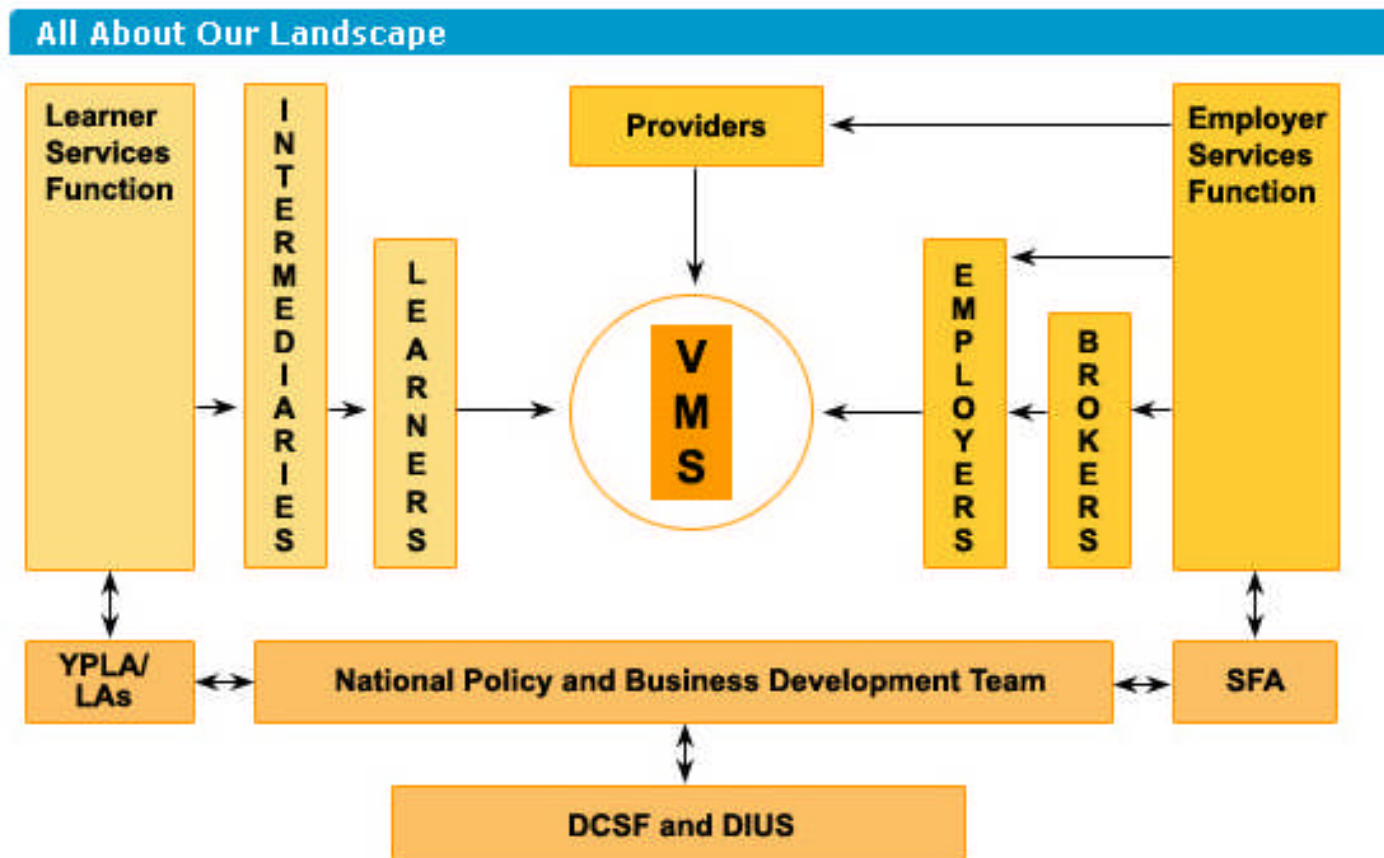 All About Our Landscape
Learner
Services
Function
INTERMEDIARIES
LEARNERS
Providers
VMS
EMPLOYERS
BROKERS
Employer
Services
Function
YPLA/
LAs
National Policy and Business Development Team
SFA
DCSF and DIUS